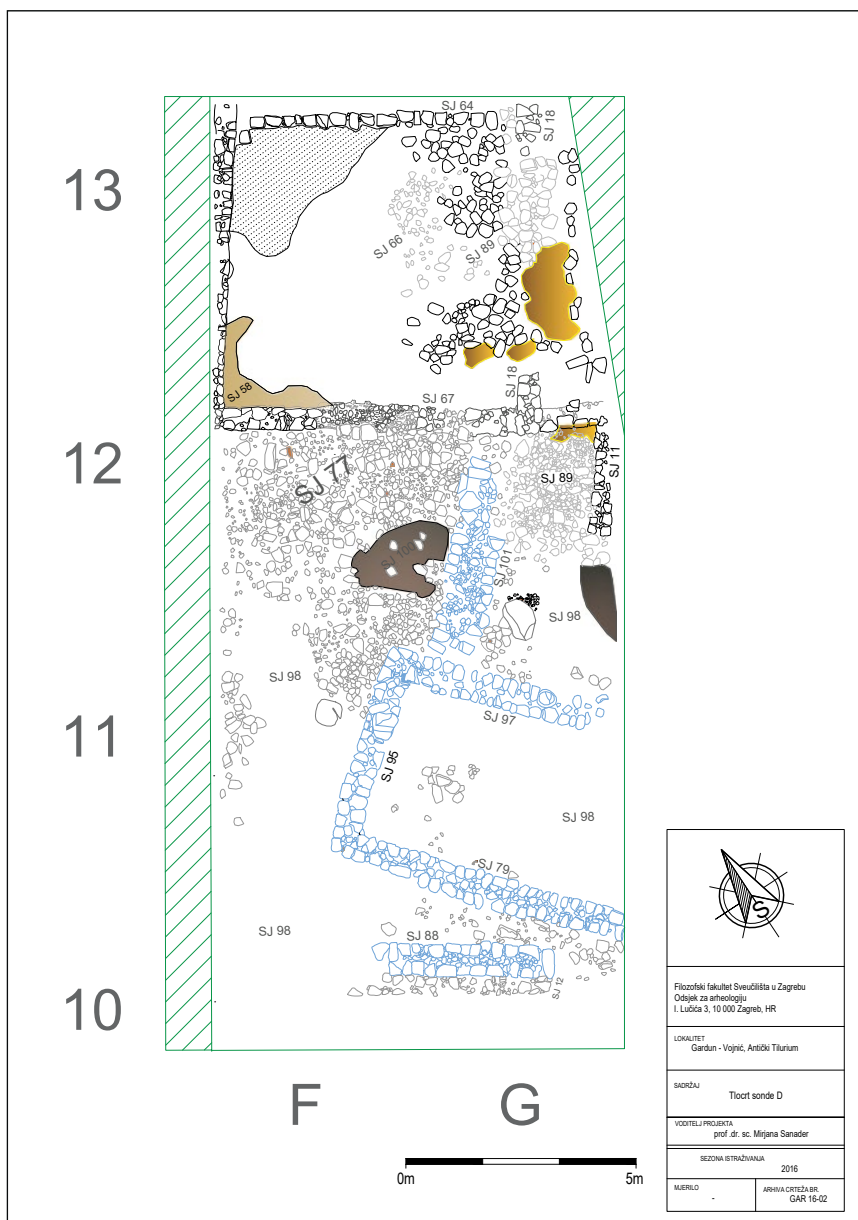 SJ 64
SJ 18
13
SJ 66
SJ 89
SJ 18
SJ 58
SJ 67
12
SJ 77
SJ 89
SJ 11
SJ 100
SJ 101
SJ 98
SJ 98
11
SJ 97
SJ 95
SJ 98
SJ 79
SJ 98
SJ 88
SJ 12
10
F
G
0m
5m
S
Filozofski fakultet Sveučilišta u Zagrebu
Odsjek za arheologiju
I. Lučića 3, 10 000 Zagreb, HR
LOKALITET
Gardun - Vojnić, Antički Tilurium
SADRŽAJ
Tlocrt sonde D
VODITELJ PROJEKTA
prof .dr. sc. Mirjana Sanader
SEZONA ISTRAŽIVANJA
2016
MJERILO
-
ARHIVA CRTEŽA BR.
GAR 16-02